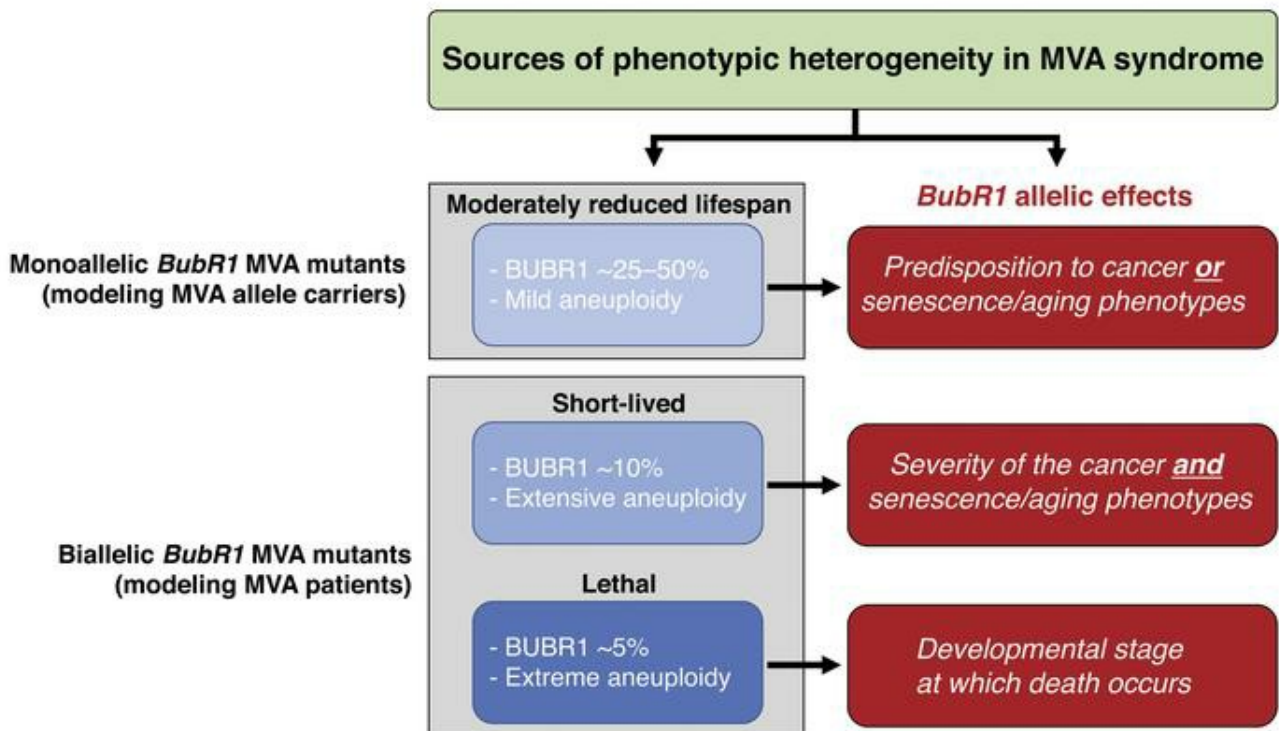 Sources of phenotypic heterogeneity in MVA syndrome
Moderately reduced lifespan
BubR1 allelic effects
Monoallelic BubR1 MVA mutants
(modeling MVA allele carriers)
- BUBR1 ~25–50%
- Mild aneuploidy
Predisposition to cancer or
senescence/aging phenotypes
Short-lived
- BUBR1 ~10%
- Extensive aneuploidy
Severity of the cancer and
senescence/aging phenotypes
Biallelic BubR1 MVA mutants
(modeling MVA patients)
Lethal
- BUBR1 ~5%
- Extreme aneuploidy
Developmental stage
at which death occurs